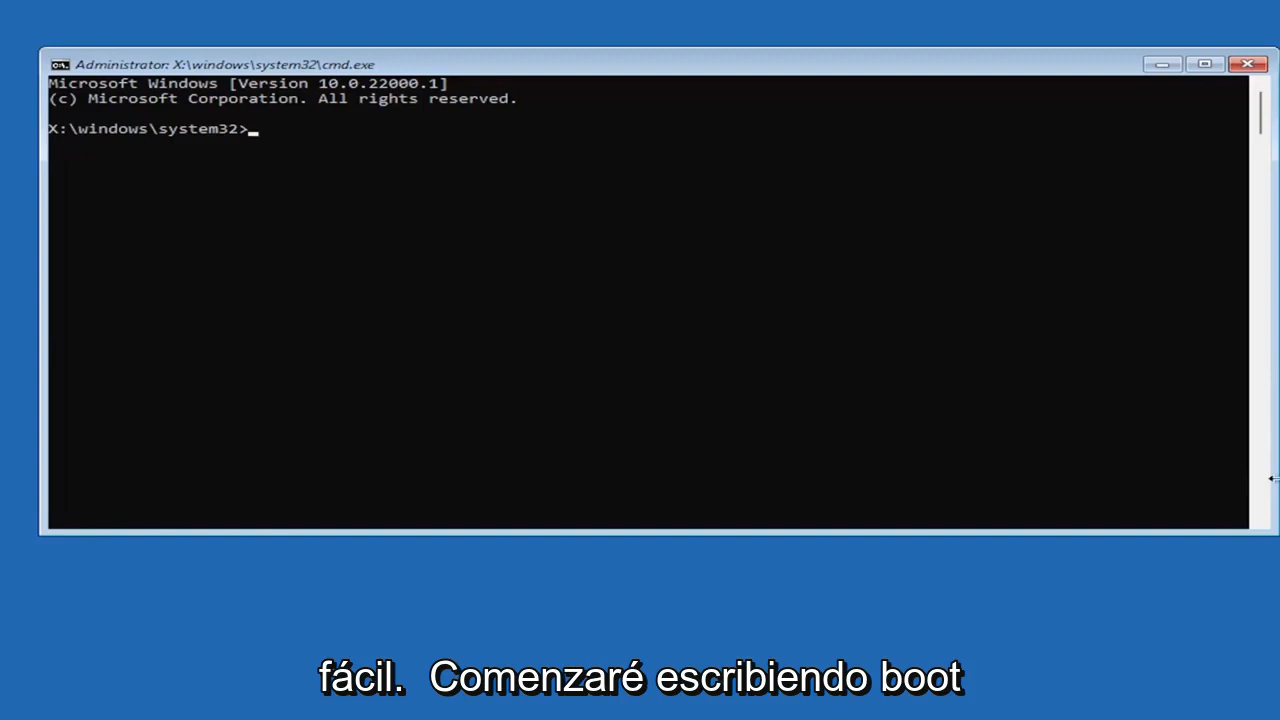 Administrator: X:\windows\system32\cmd.exe
Microsoft Windows [Version 10.0.22000.1]
(c) Microsoft Corporation. All rights reserved.
X:\windows\system32>_
fácil. Comenzaré escribiendo boot